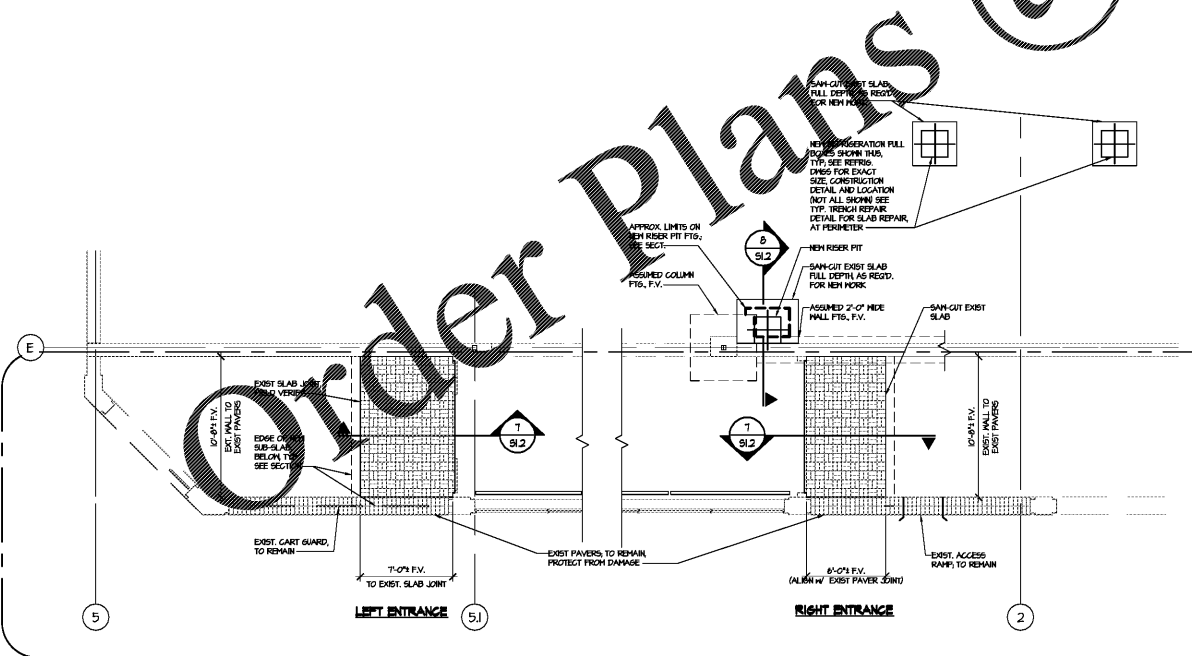 Order Plans
SAW-CUT EXIST SLAB,
FULL DEPTH, AS REQ'D.
FOR NEW WORK
NEW REFRIGERATION PULL
BOXES SHOWN THUS,
TYP, SEE REFRIG.
DWGS FOR EXACT
SIZE, CONSTRUCTION
DETAIL AND LOCATION
(NOT ALL SHOWN) SEE
TYP. TRENCH REPAIR
DETAIL FOR SLAB REPAIR,
AT PERIMETER
APPROX. LIMITS ON
NEW RISER PIT FTG.;
SEE SECT.
8
S1.2
NEW RISER PIT
SAW-CUT EXIST SLAB
FULL DEPTH, AS REQ'D.
FOR NEW WORK
ASSUMED COLUMN
FTG., F.V.
ASSUMED 2'-0" WIDE
WALL FTG., F.V.
SAW-CUT EXIST
SLAB
E
EXIST SLAB JOINT,
FIELD VERIFY
10'-8"± F.V.
EXT. WALL TO
EXIST PAVERS
EDGE OF NEW
SUB-SLAB
BELOW, TYP.
SEE SECTION
7
S1.2
7
S1.2
10'-8"± F.V.
EXIST. WALL TO
EXIST PAVERS
EXIST. CART GUARD,
TO REMAIN
EXIST PAVERS; TO REMAIN,
PROTECT FROM DAMAGE
EXIST. ACCESS
RAMP; TO REMAIN
7'-0"± F.V.
TO EXIST. SLAB JOINT
6'-0"± F.V.
(ALIGN W/ EXIST PAVER JOINT)
LEFT ENTRANCE
RIGHT ENTRANCE
5
5.1
2